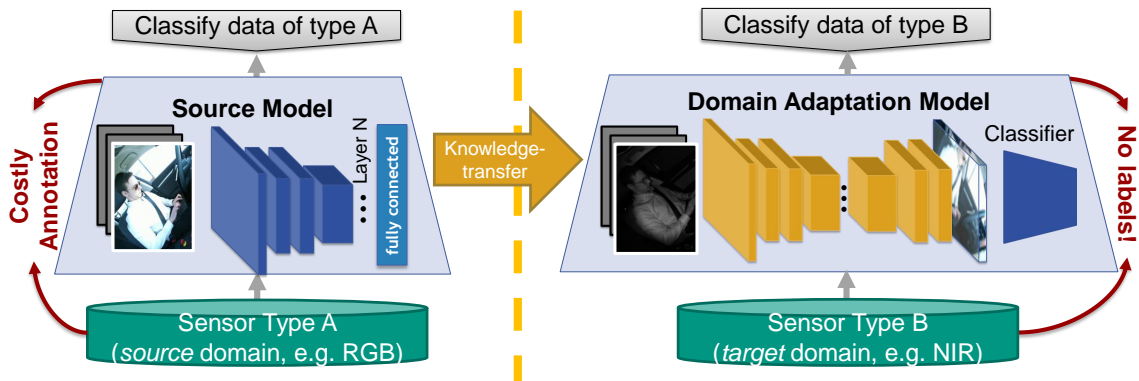 Classify data of type A
Source Model
Costly
Annotation
Layer N
fully connected
Sensor Type A
(source domain, e.g. RGB)
Knowledge-
transfer
Classify data of type B
Domain Adaptation Model
Classifier
No labels!
Sensor Type B
(target domain, e.g. NIR)